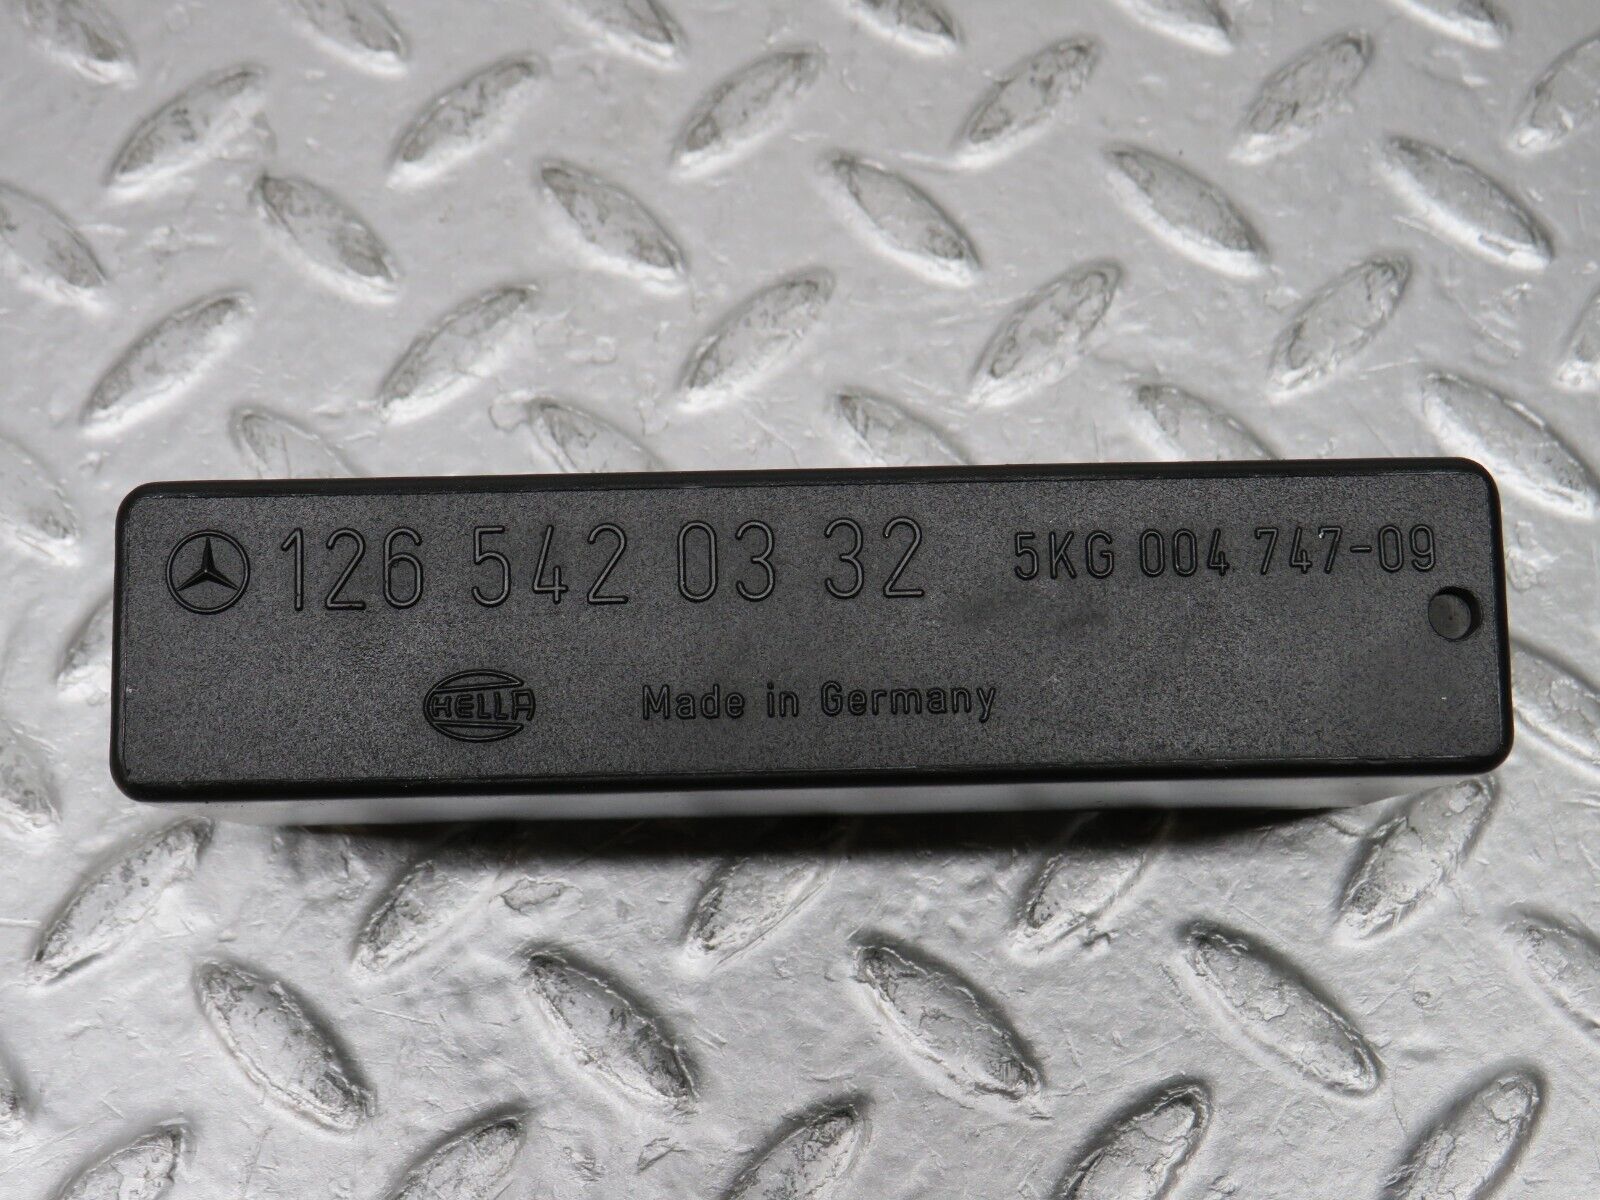 126 542 03 32 5KG 004 747-09
HELLA Made in Germany